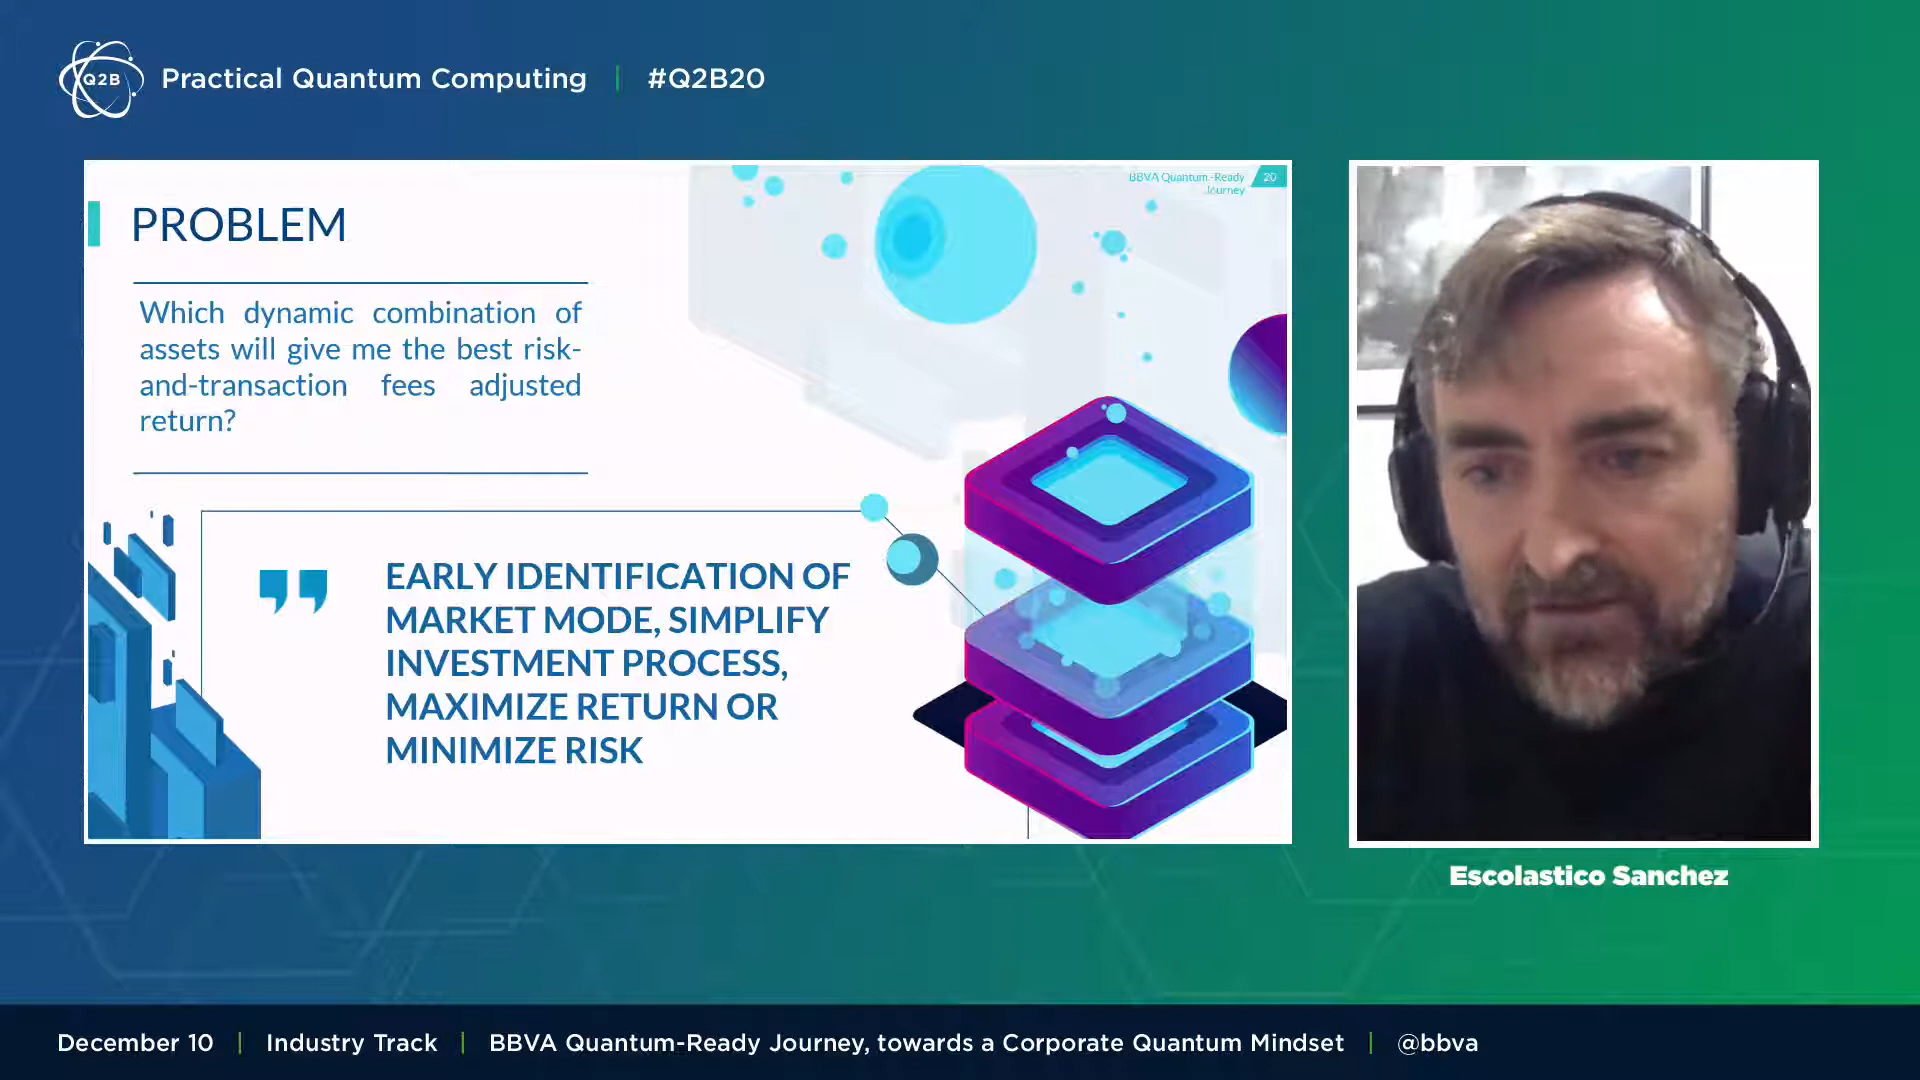 Q2B
Practical Quantum Computing | #Q2B20
BBVA Quantum-Ready
Journey
20
PROBLEM
Which dynamic combination of
assets will give me the best risk-
and-transaction fees adjusted
return?
EARLY IDENTIFICATION OF
MARKET MODE, SIMPLIFY
INVESTMENT PROCESS,
MAXIMIZE RETURN OR
MINIMIZE RISK
Escolastico Sanchez
December 10 | Industry Track | BBVA Quantum-Ready Journey, towards a Corporate Quantum Mindset | @bbva